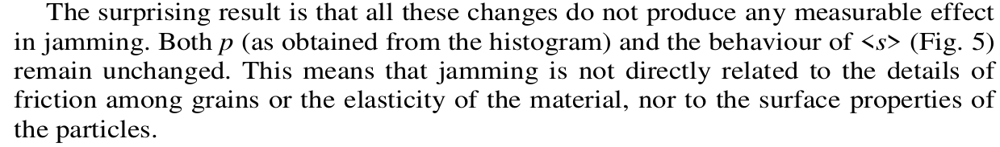 The surprising result is that all these changes do not produce any measurable effect
in jamming. Both p (as obtained from the histogram) and the behaviour of <s> (Fig. 5)
remain unchanged. This means that jamming is not directly related to the details of
friction among grains or the elasticity of the material, nor to the surface properties of
the particles.